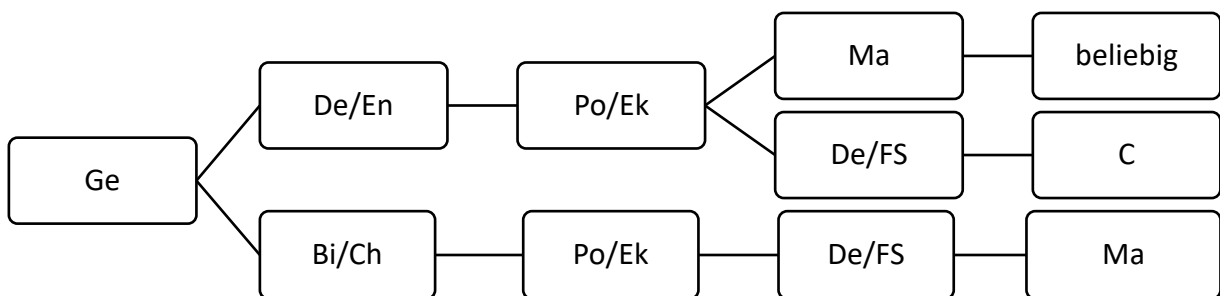 Ma
beliebig
De/En
Po/Ek
De/FS
C
Ge
Bi/Ch
Po/Ek
De/FS
Ma